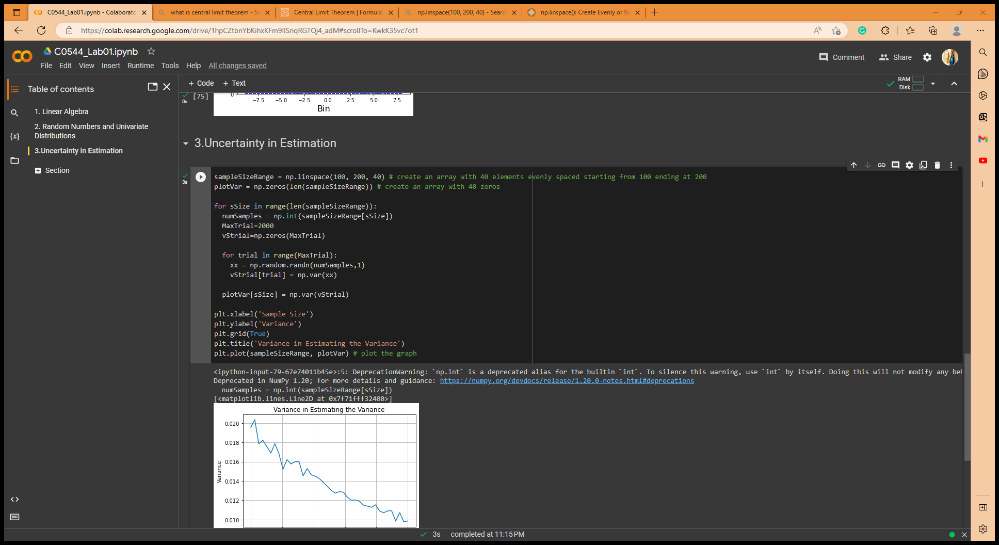 C0544_Lab01.ipynb - Colaborato
what is central limit theorem - Se
Central Limit Theorem | Formula,
np.linspace(100, 200, 40) - Search
np.linspace(): Create Evenly or No
https://colab.research.google.com/drive/1hpCZtbnYbKihxKFm9IISnqRGTQj4_adM#scrollTo=KwkK35vc7ot1
C0544_Lab01.ipynb
File Edit View Insert Runtime Tools Help All changes saved
Comment Share
+ Code + Text
RAM
Disk
Table of contents
1. Linear Algebra
2. Random Numbers and Univariate
Distributions
3.Uncertainty in Estimation
Section
{x}
0s
[75]
0
−7.5 −5.0 −2.5 0.0 2.5 5.0 7.5
Bin
3.Uncertainty in Estimation
3s
sampleSizeRange = np.linspace(100, 200, 40) # create an array with 40 elements evenly spaced starting from 100 ending at 200
plotVar = np.zeros(len(sampleSizeRange)) # create an array with 40 zeros
for sSize in range(len(sampleSizeRange)):
numSamples = np.int(sampleSizeRange[sSize])
MaxTrial=2000
vStrial=np.zeros(MaxTrial)
for trial in range(MaxTrial):
xx = np.random.randn(numSamples,1)
vStrial[trial] = np.var(xx)
plotVar[sSize] = np.var(vStrial)
plt.xlabel('Sample Size')
plt.ylabel('Variance')
plt.grid(True)
plt.title('Variance in Estimating the Variance')
plt.plot(sampleSizeRange, plotVar) # plot the graph
<ipython-input-79-67e74011b45e>:5: DeprecationWarning: `np.int` is a deprecated alias for the builtin `int`. To silence this warning, use `int` by itself. Doing this will not modify any beh
Deprecated in NumPy 1.20; for more details and guidance: https://numpy.org/devdocs/release/1.20.0-notes.html#deprecations
numSamples = np.int(sampleSizeRange[sSize])
[<matplotlib.lines.Line2D at 0x7f71fff32400>]
Variance in Estimating the Variance
0.020
0.018
0.016
0.014
0.012
0.010
Variance
3s completed at 11:15 PM